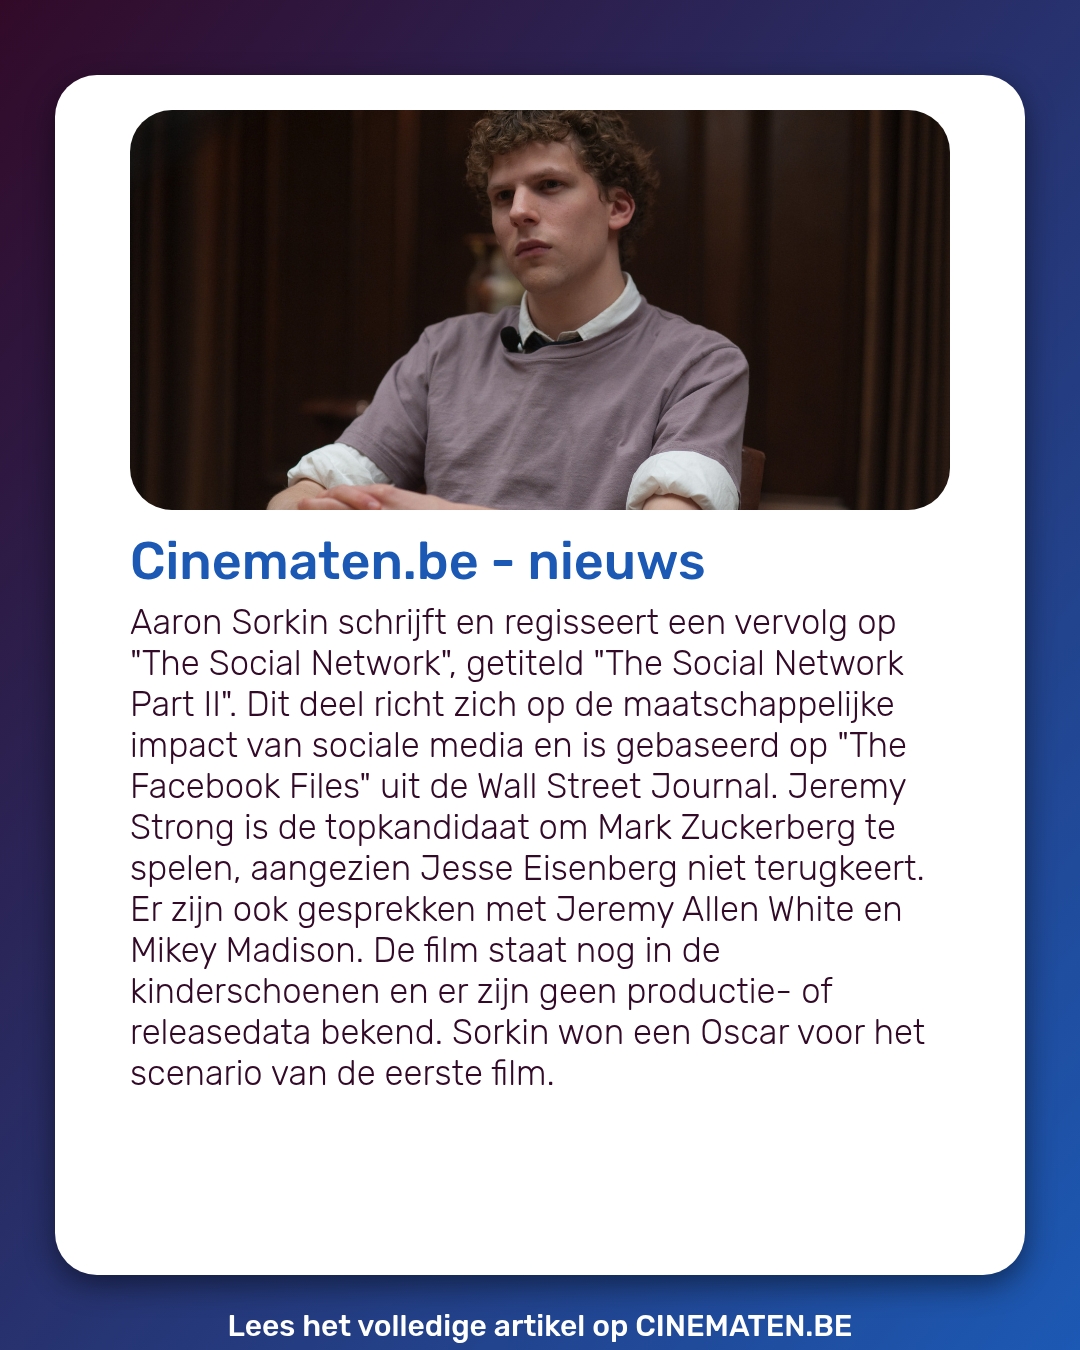 Cinematen.be - nieuws
Aaron Sorkin schrijft en regisseert een vervolg op
"The Social Network", getiteld "The Social Network
Part II". Dit deel richt zich op de maatschappelijke
impact van sociale media en is gebaseerd op "The
Facebook Files" uit de Wall Street Journal. Jeremy
Strong is de topkandidaat om Mark Zuckerberg te
spelen, aangezien Jesse Eisenberg niet terugkeert.
Er zijn ook gesprekken met Jeremy Allen White en
Mikey Madison. De film staat nog in de
kinderschoenen en er zijn geen productie- of
releasedata bekend. Sorkin won een Oscar voor het
scenario van de eerste film.
Lees het volledige artikel op CINEMATEN.BE